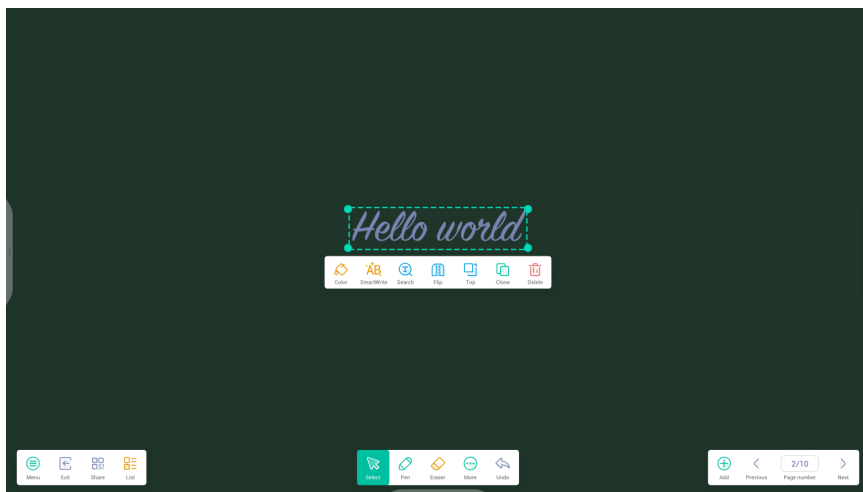 Hello world
Color SmartWrite Search Flip Top Clone Delete
Menu Exit Share List Select Pen Eraser More Undo Add Previous 2/10 Page number Next